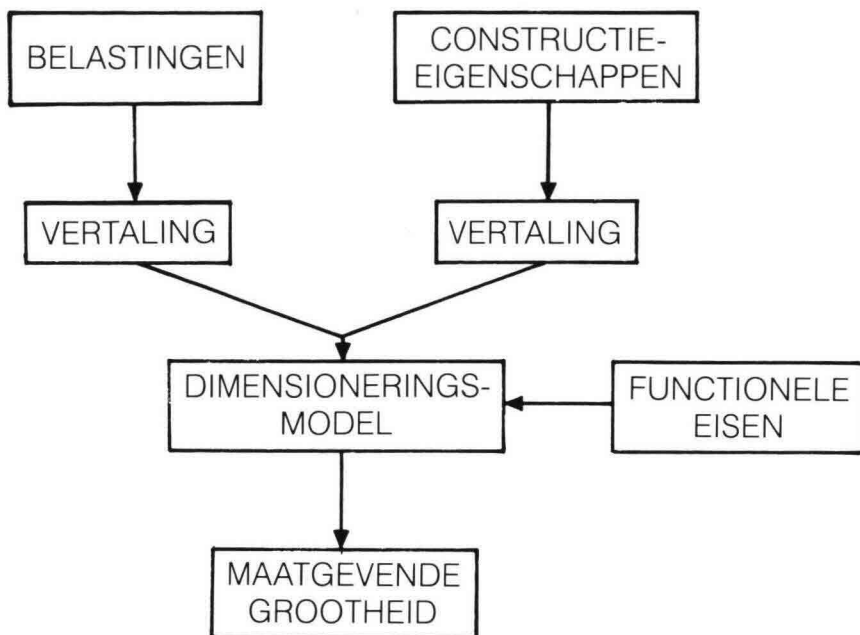 BELASTINGEN
CONSTRUCTIE-
EIGENSCHAPPEN
VERTALING
VERTALING
DIMENSIONERINGS-
MODEL
FUNCTIONELE
EISEN
MAATGEVENDE
GROOTHEID